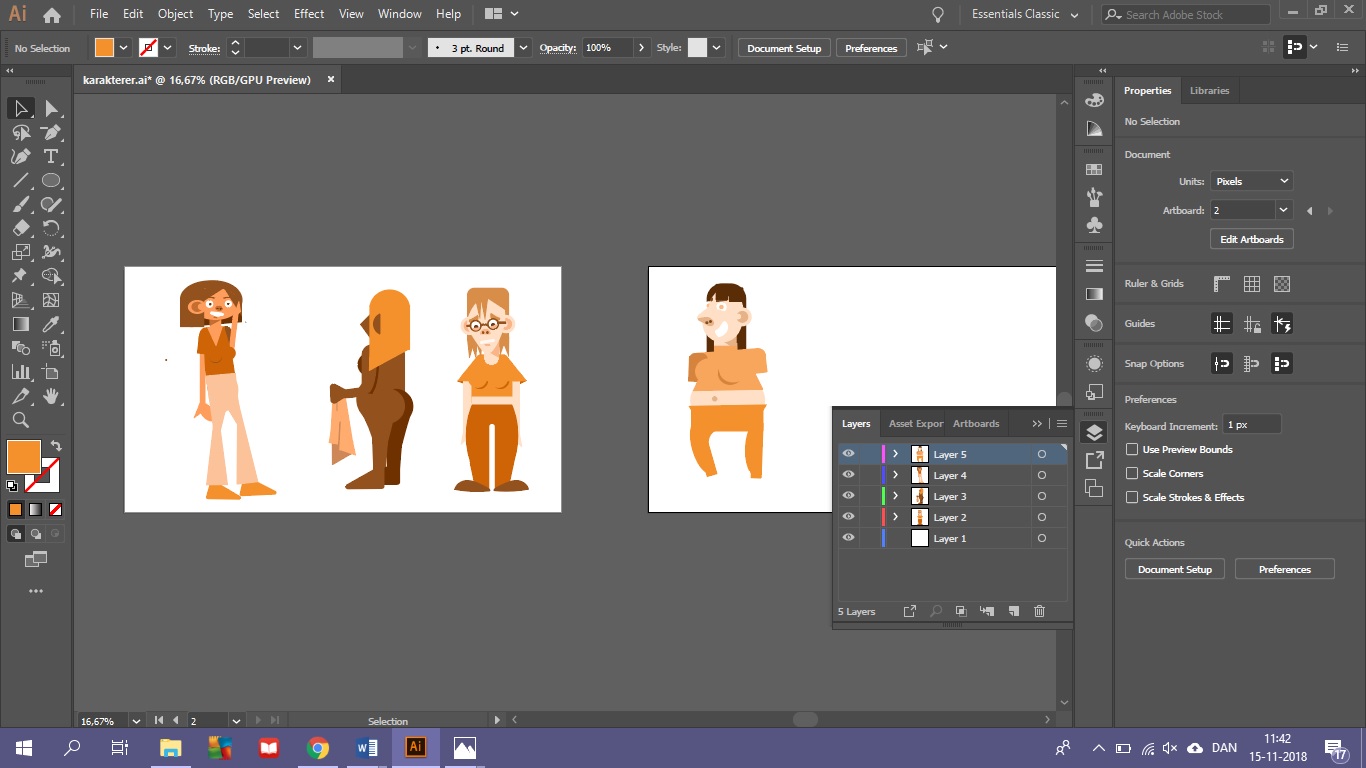 Ai File Edit Object Type Select Effect View Window Help Essentials Classic Search Adobe Stock
No Selection Stroke: 3 pt. Round Opacity: 100% Style: Document Setup Preferences
karakterer.ai* @ 16,67% (RGB/GPU Preview)
Properties Libraries
No Selection
Document
Units: Pixels
Artboard: 2
Edit Artboards
Ruler & Grids
Guides
Snap Options
Preferences
Keyboard Increment: 1 px
Use Preview Bounds
Scale Corners
Scale Strokes & Effects
Quick Actions
Document Setup Preferences
Layers Asset Expor Artboards
Layer 5
Layer 4
Layer 3
Layer 2
Layer 1
5 Layers
16,67% 2 Selection
Ai DAN 11:42
15-11-2018 17